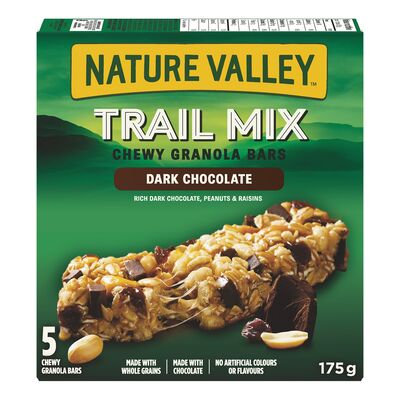 NATURE VALLEY™
TRAIL MIX
CHEWY GRANOLA BARS
DARK CHOCOLATE
RICH DARK CHOCOLATE, PEANUTS & RAISINS
5
CHEWY
GRANOLA BARS
MADE WITH
WHOLE GRAINS
MADE WITH
CHOCOLATE
NO ARTIFICIAL COLOURS
OR FLAVOURS
175 g